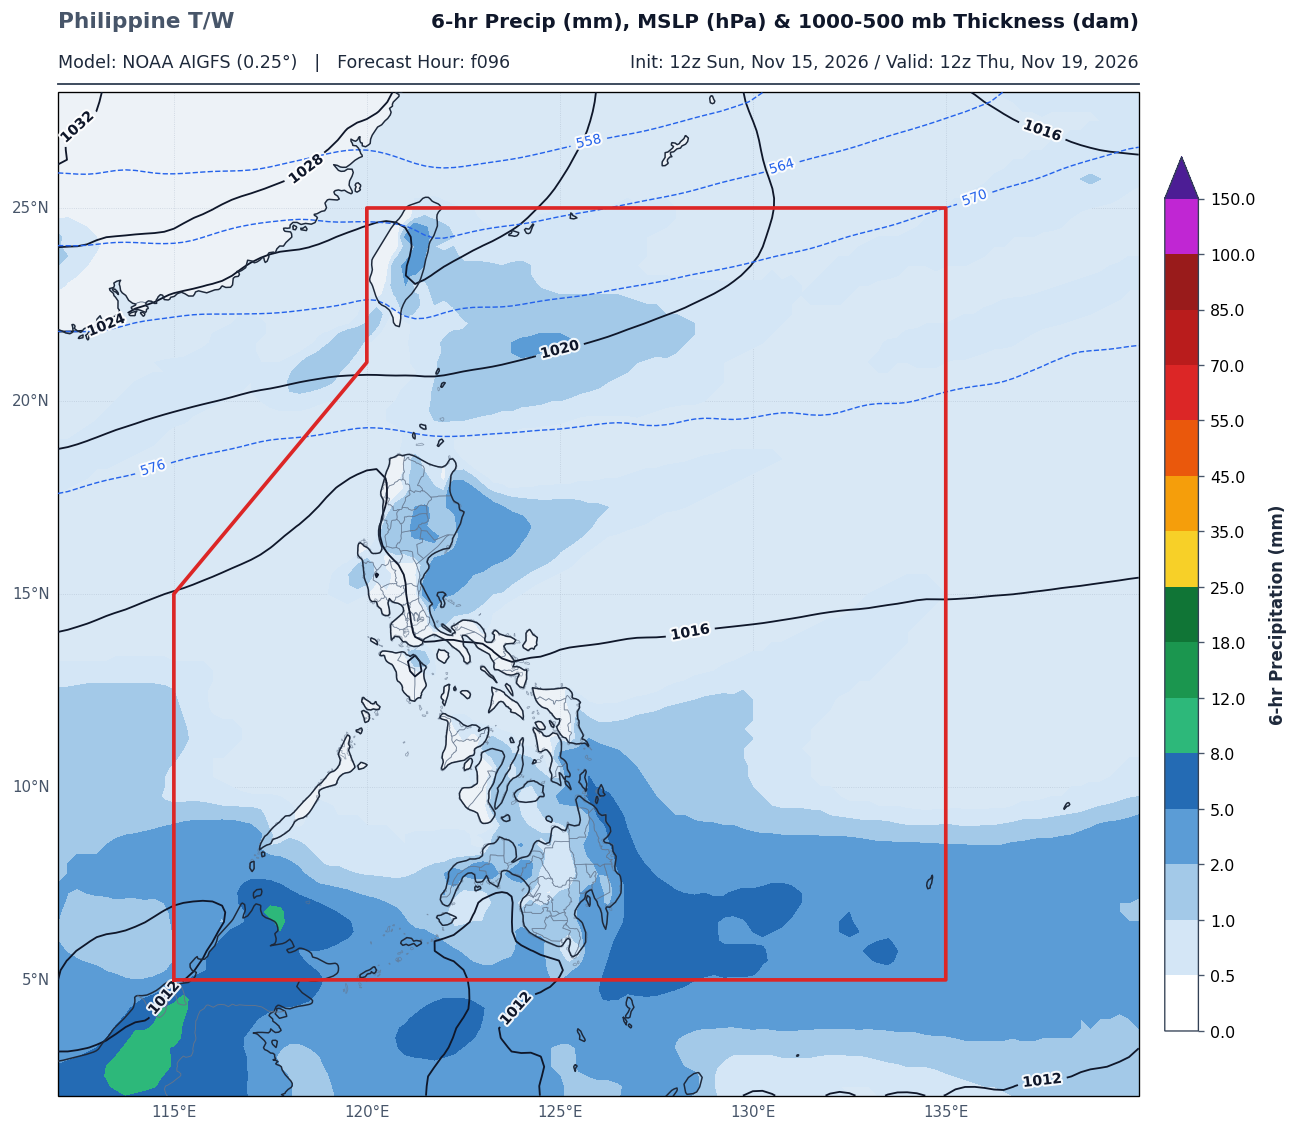 Philippine T/W
6-hr Precip (mm), MSLP (hPa) & 1000-500 mb Thickness (dam)
Model: NOAA AIGFS (0.25°) | Forecast Hour: f096
Init: 12z Sun, Nov 15, 2026 / Valid: 12z Thu, Nov 19, 2026
1032
1016
558
1028
564
570
25°N
1024
1020
20°N
576
15°N
1016
10°N
5°N
1012
1012
1012
115°E
120°E
125°E
130°E
135°E
150.0
100.0
85.0
70.0
55.0
45.0
35.0
25.0
18.0
12.0
8.0
5.0
2.0
1.0
0.5
0.0
6-hr Precipitation (mm)